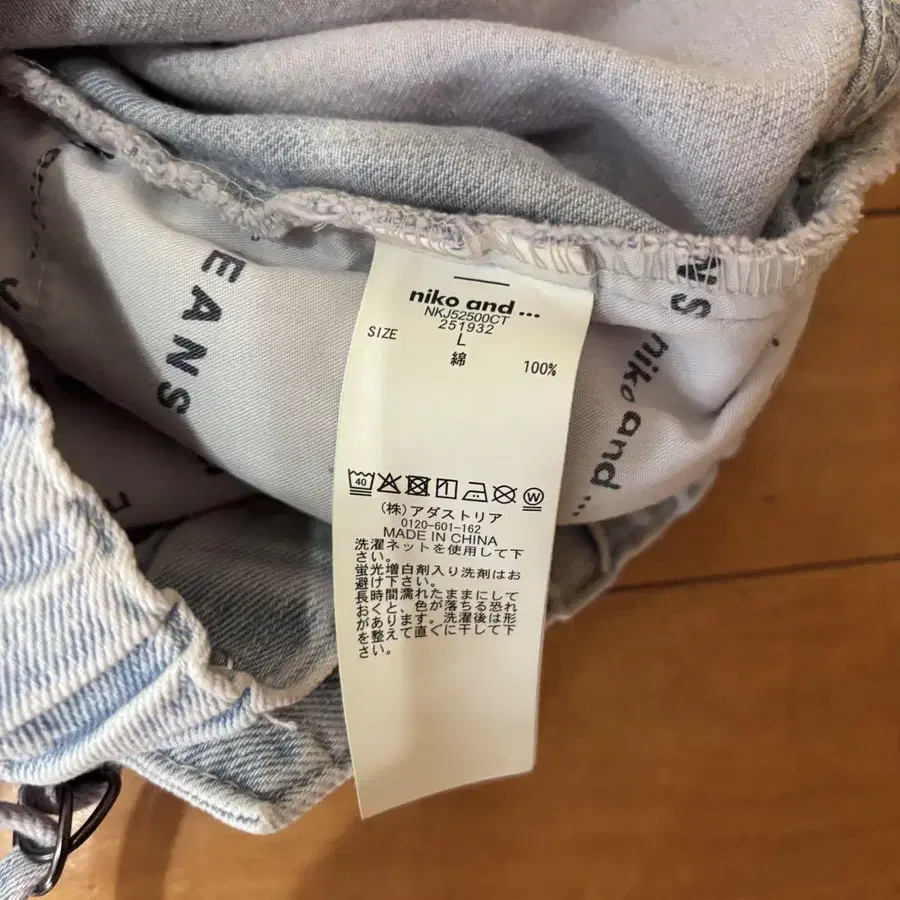 niko and ...
NKJ52500CT
251932
SIZE L
綿 100%
40 W
(株)アダストリア
0120-601-162
MADE IN CHINA
洗濯ネットを使用して下
さい。
蛍光増白剤入り洗剤はお
避け下さい。
長時間濡れたままにして
おくと、色が落ちる恐れ
があります。洗濯後は形
を整えて直ぐに干して下
さい。
EANS
NS
niko and ...